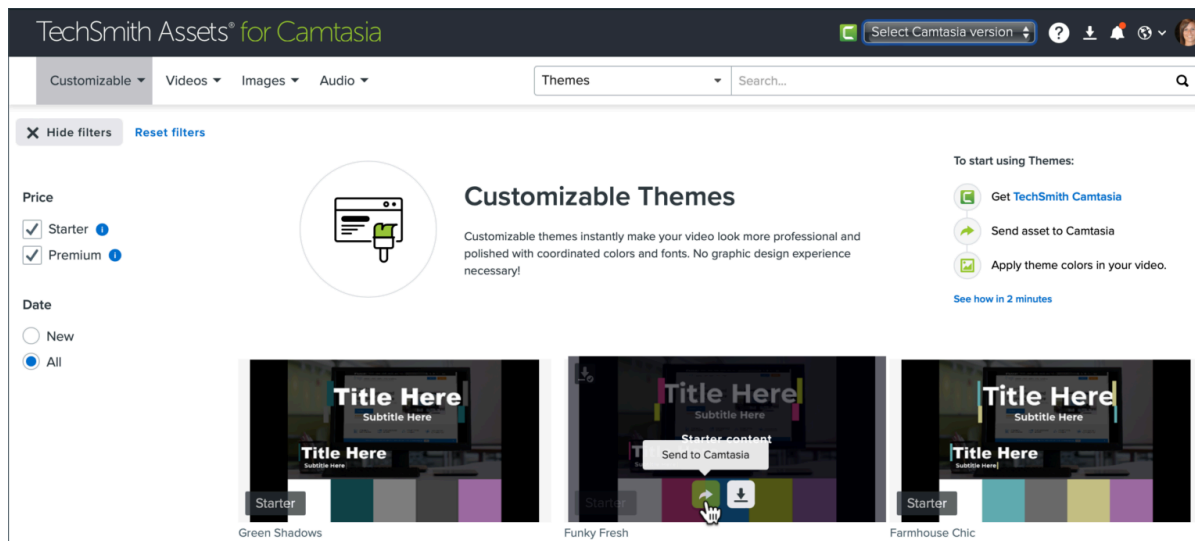 TechSmith Assets® for Camtasia
Select Camtasia version
Customizable
Videos
Images
Audio
Themes
Search...
Hide filters
Reset filters
Price
Starter
Premium
Date
New
All
Customizable Themes
Customizable themes instantly make your video look more professional and
polished with coordinated colors and fonts. No graphic design experience
necessary!
To start using Themes:
Get TechSmith Camtasia
Send asset to Camtasia
Apply theme colors in your video.
See how in 2 minutes
Title Here
Subtitle Here
Title Here
Subtitle Here
Starter
Green Shadows
Title Here
Subtitle Here
Starter content
Send to Camtasia
Starter
Funky Fresh
Title Here
Subtitle Here
Title Here
Subtitle Here
Starter
Farmhouse Chic